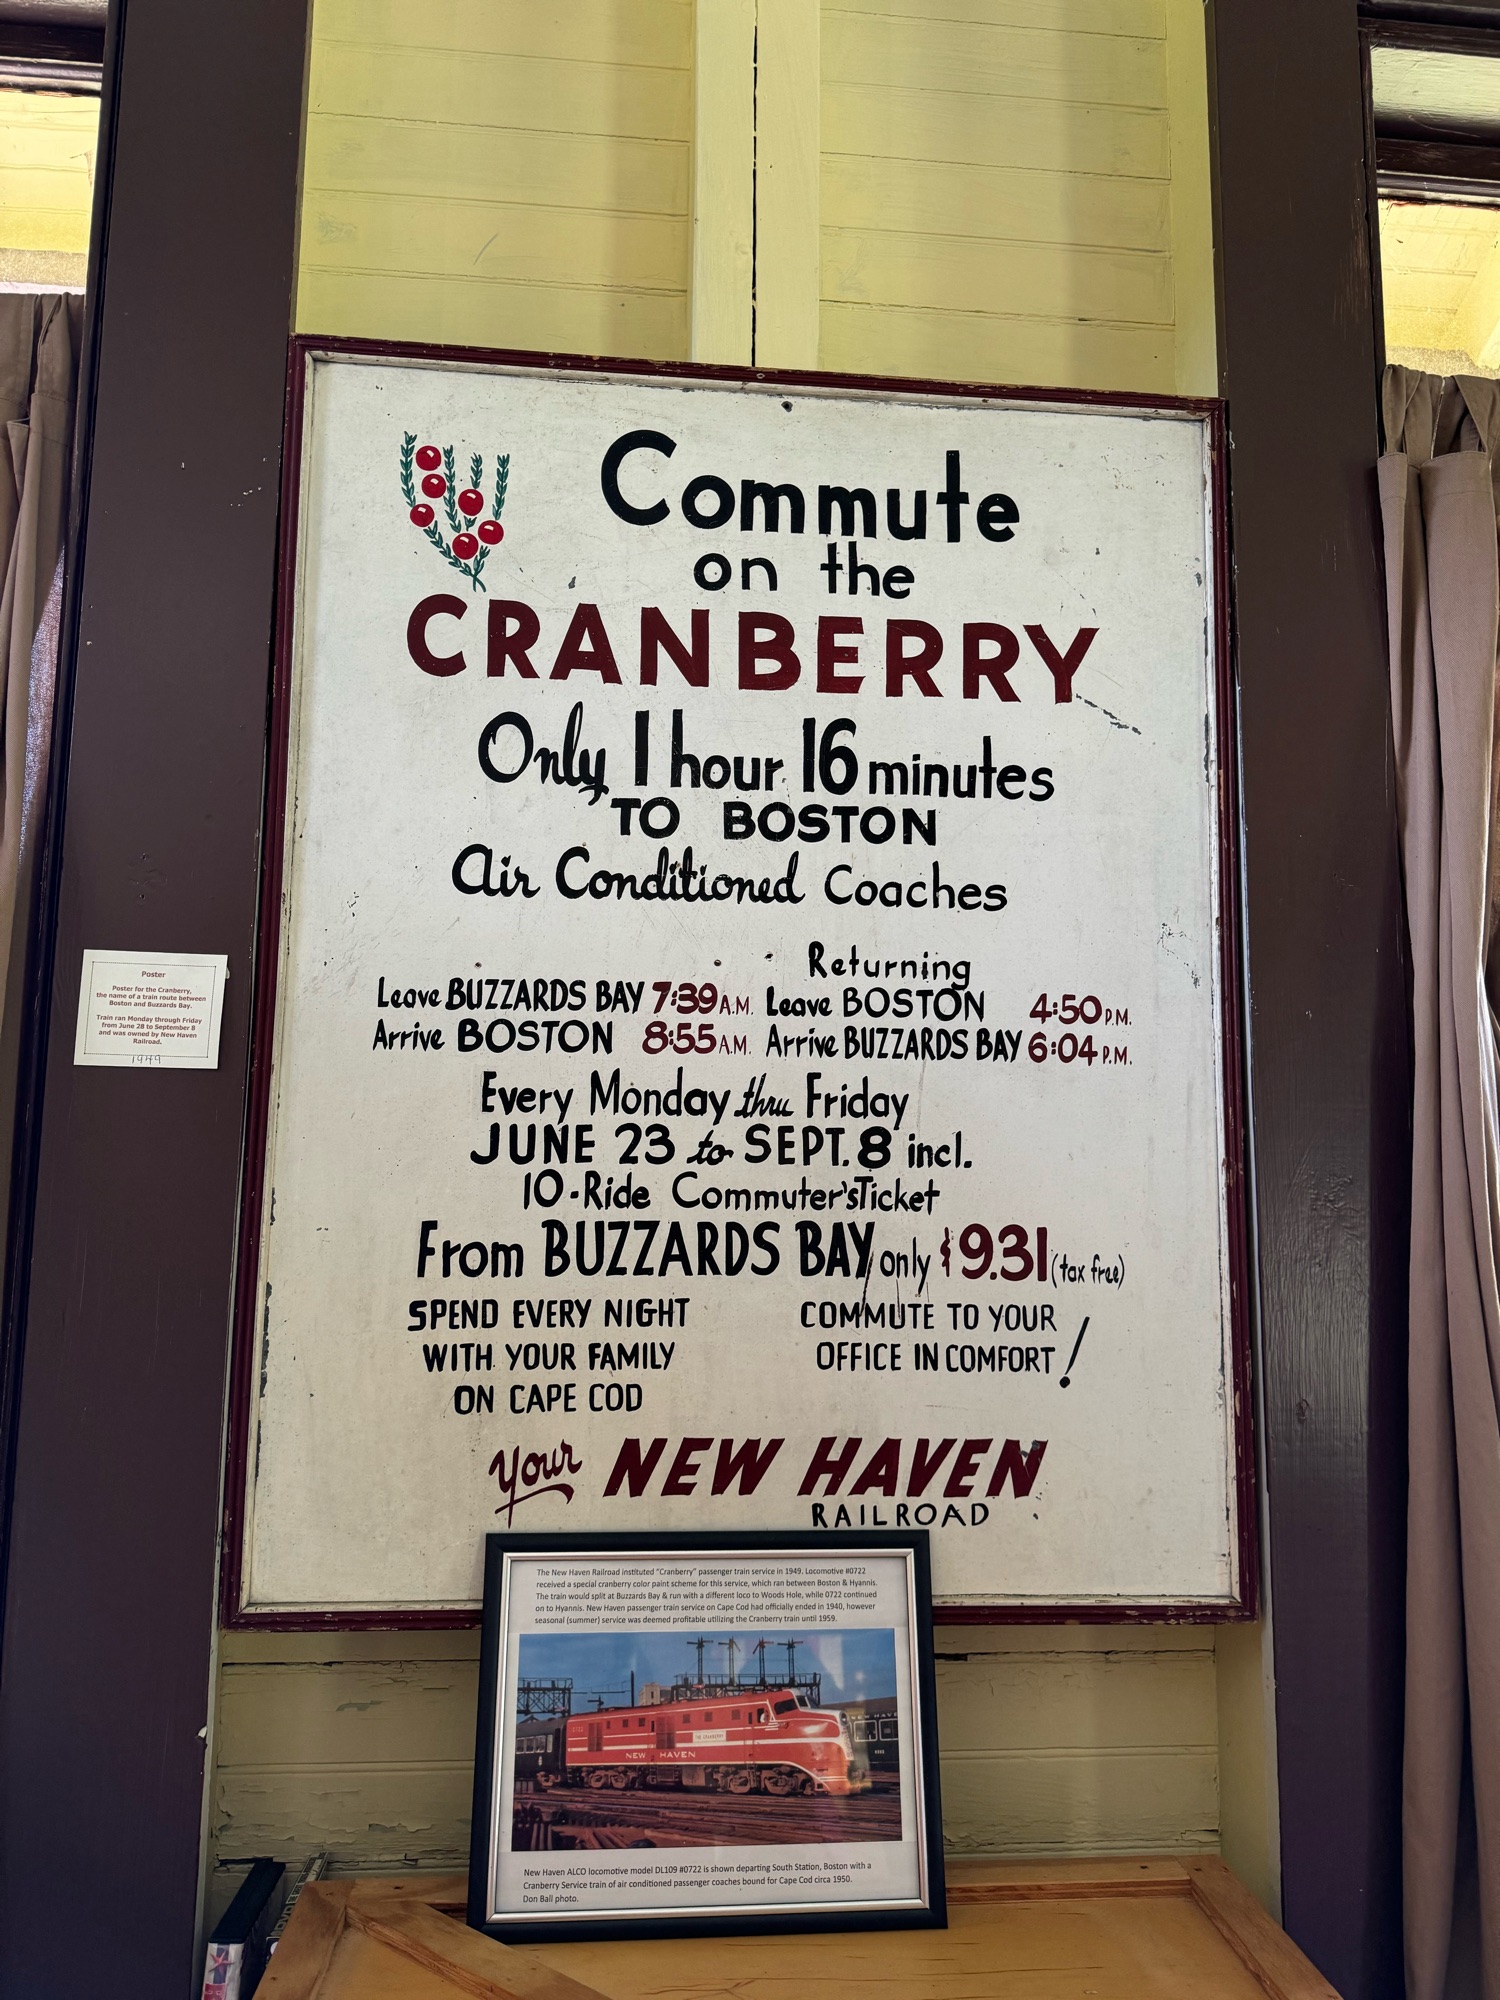 Commute
on the
CRANBERRY
Only 1 hour 16 minutes
TO BOSTON
Air Conditioned Coaches
Leave BUZZARDS BAY 7:39 A.M.
Arrive BOSTON 8:55 A.M.
Returning
Leave BOSTON 4:50 P.M.
Arrive BUZZARDS BAY 6:04 P.M.
Every Monday thru Friday
JUNE 23 to SEPT. 8 incl.
10-Ride Commuter's Ticket
From BUZZARDS BAY only $9.31 (tax free)
SPEND EVERY NIGHT
WITH YOUR FAMILY
ON CAPE COD
COMMUTE TO YOUR
OFFICE IN COMFORT!
Your NEW HAVEN
RAILROAD
Poster
Poster for the Cranberry,
the name of a train route between
Boston and Buzzards Bay.
Train ran Monday through Friday
from June 28 to September 8
and was owned by New Haven
Railroad.
1949
The New Haven Railroad instituted "Cranberry" passenger train service in 1949. Locomotive #0722
received a special cranberry color paint scheme for this service, which ran between Boston & Hyannis.
The train would split at Buzzards Bay & run with a different loco to Woods Hole, while 0722 continued
on to Hyannis. New Haven passenger train service on Cape Cod had officially ended in 1940, however
seasonal (summer) service was deemed profitable utilizing the Cranberry train until 1959.
0722
THE CRANBERRY
NEW HAVEN
NEW HAVE
New Haven ALCO locomotive model DL109 #0722 is shown departing South Station, Boston with a
Cranberry Service train of air conditioned passenger coaches bound for Cape Cod circa 1950.
Don Ball photo.